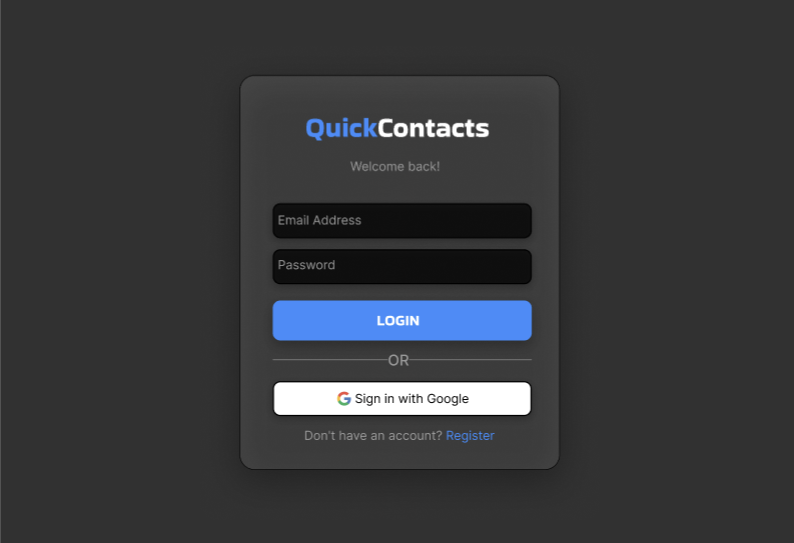 QuickContacts
Welcome back!
Email Address
Password
LOGIN
OR
Sign in with Google
Don't have an account? Register